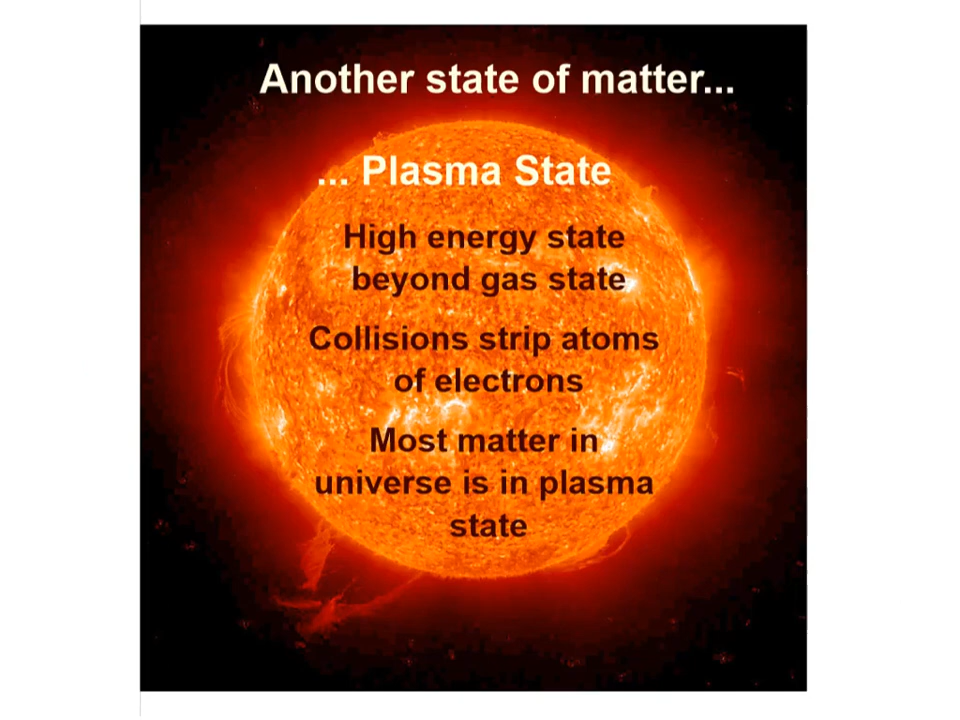 Another state of matter...
... Plasma State
High energy state
beyond gas state
Collisions strip atoms
of electrons
Most matter in
universe is in plasma
state